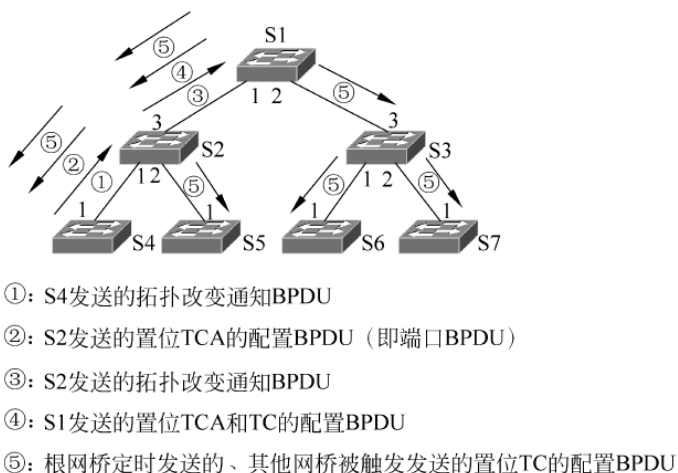 S1
⑤
④
③
1 2
⑤
3
S2
3
S3
⑤
②
①
1 2
⑤
1 2
⑤
⑤
1
S4
1
S5
1
S6
1
S7
①：S4发送的拓扑改变通知BPDU
②：S2发送的置位TCA的配置BPDU（即端口BPDU）
③：S2发送的拓扑改变通知BPDU
④：S1发送的置位TCA和TC的配置BPDU
⑤：根网桥定时发送的、其他网桥被触发发送的置位TC的配置BPDU